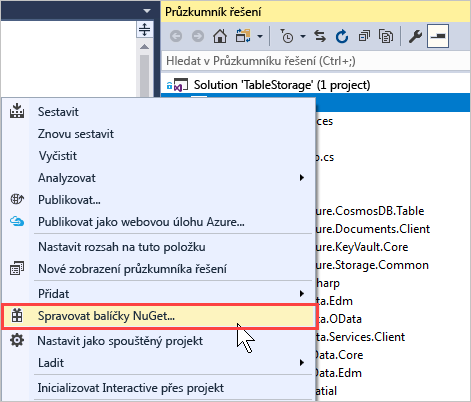 Průzkumník řešení
Hledat v Průzkumníku řešení (Ctrl+;)
Solution 'TableStorage' (1 project)
Sestavit
Znovu sestavit
Vyčistit
Analyzovat
Publikovat...
Publikovat jako webovou úlohu Azure...
Nastavit rozsah na tuto položku
Nové zobrazení průzkumníka řešení
Přidat
Spravovat balíčky NuGet...
Nastavit jako spouštěný projekt
Ladit
Inicializovat Interactive přes projekt
ces
o.cs
ure.CosmosDB.Table
ure.Documents.Client
ure.KeyVault.Core
ure.Storage.Common
harp
ata.Edm
ata.OData
ata.Services.Client
Data.Core
Data.Edm
patial